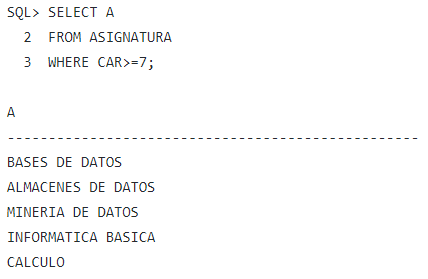 SQL> SELECT A
  2  FROM ASIGNATURA
  3  WHERE CAR>=7;

A
--------------------------------------------------
BASES DE DATOS
ALMACENES DE DATOS
MINERIA DE DATOS
INFORMATICA BASICA
CALCULO